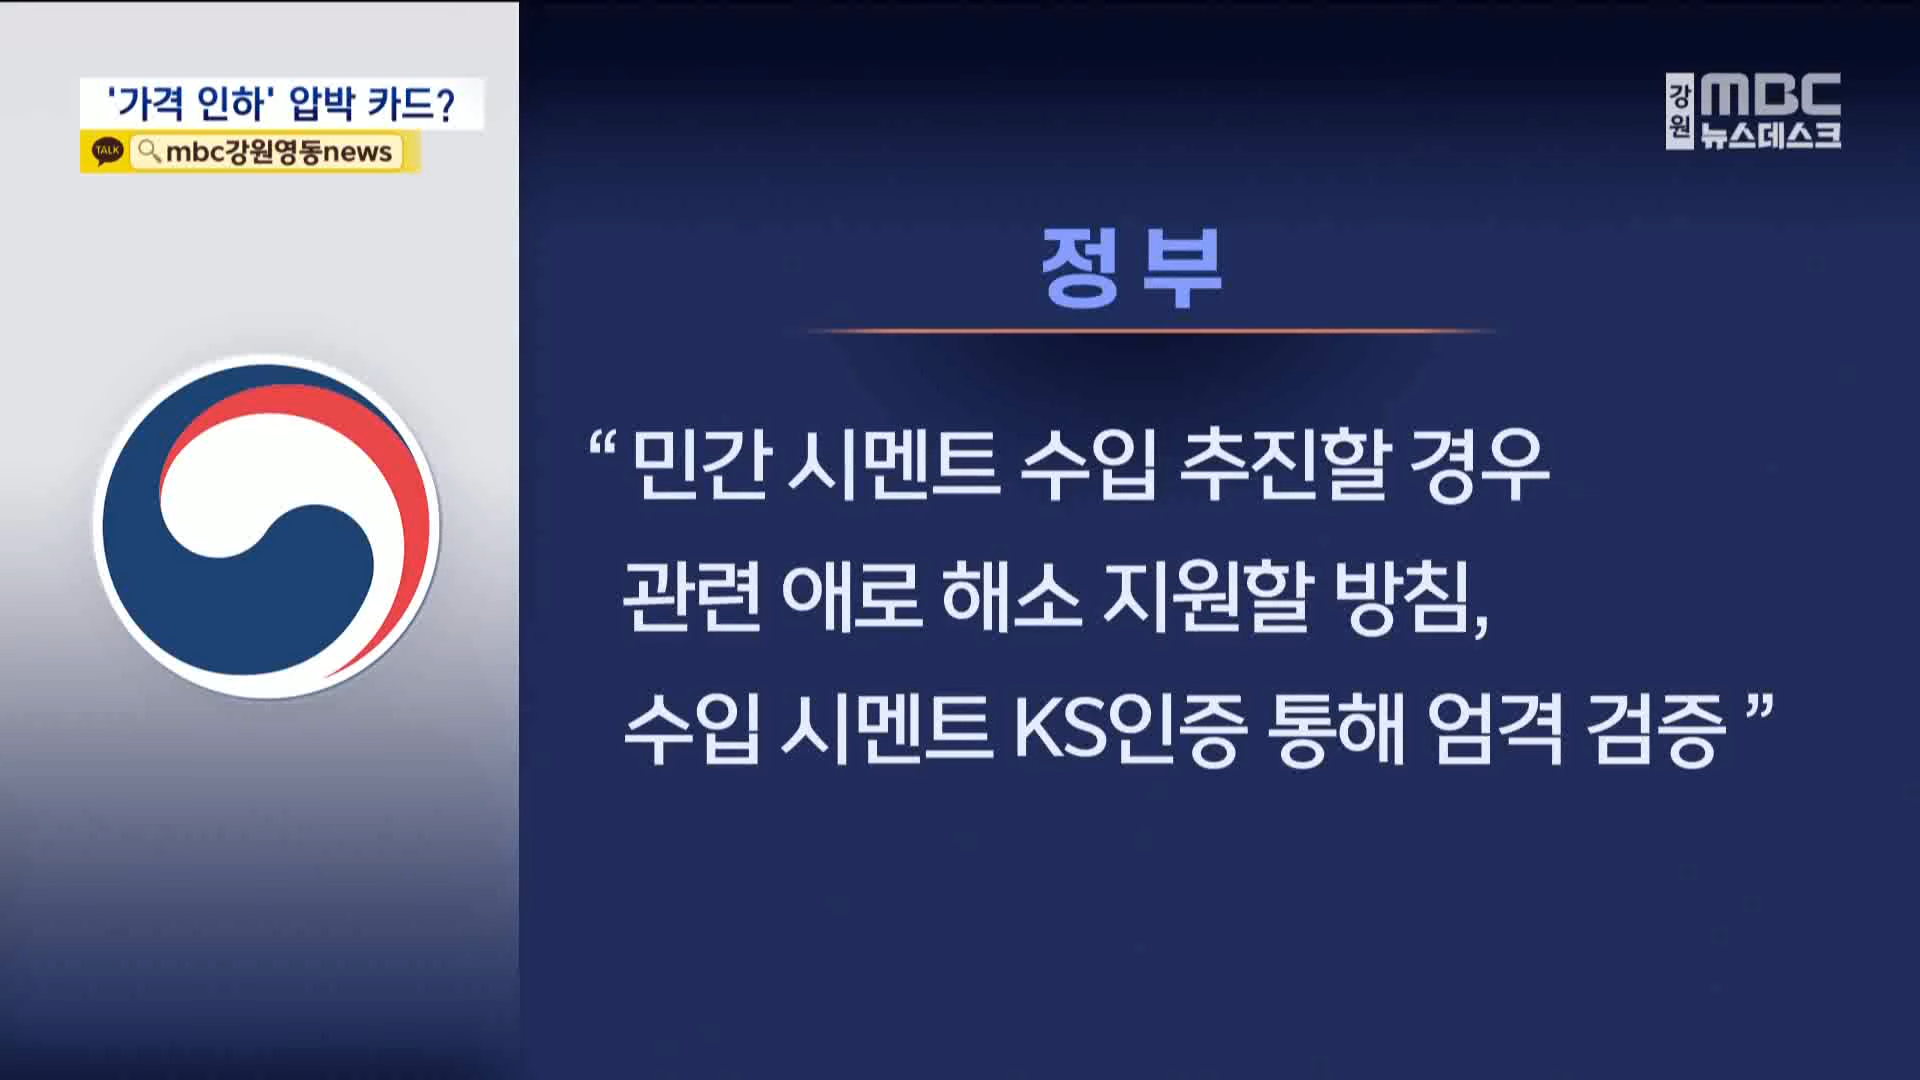 '가격 인하' 압박 카드?
TALK mbc강원영동news
강원 MBC
뉴스데스크
정부
“ 민간 시멘트 수입 추진할 경우
관련 애로 해소 지원할 방침,
수입 시멘트 KS인증 통해 엄격 검증 ”